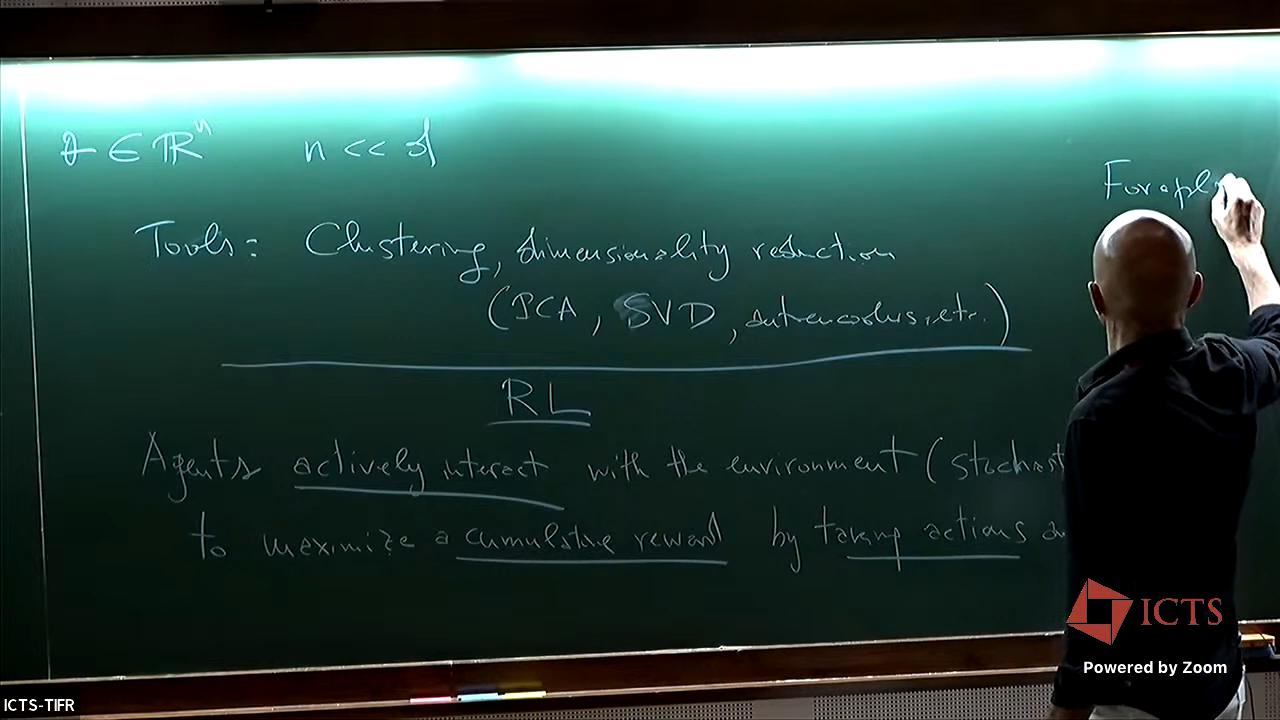 z ∈ ℝⁿ n << d
Tools: Clustering, dimensionality reduction
(PCA, SVD, autoencoders, etc.)
RL
Agents actively interact with the environment (stochast
to maximize a cumulative reward by taking actions
ICTS
Powered by Zoom
ICTS-TIFR